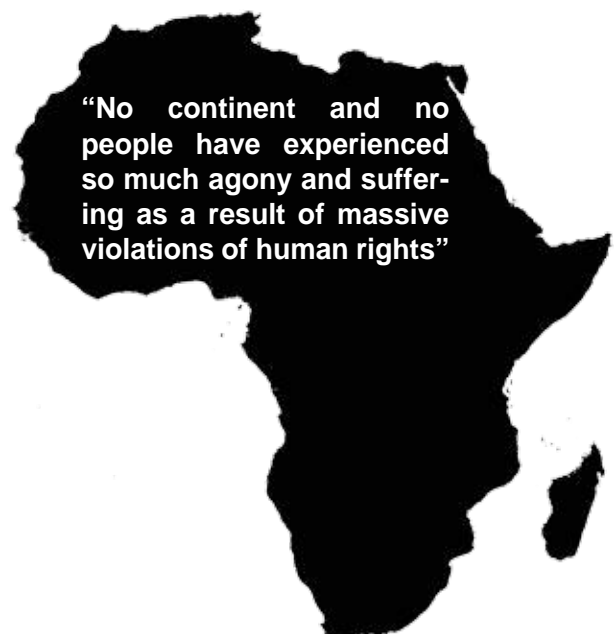 “No continent and no
people have experienced
so much agony and suffer-
ing as a result of massive
violations of human rights”